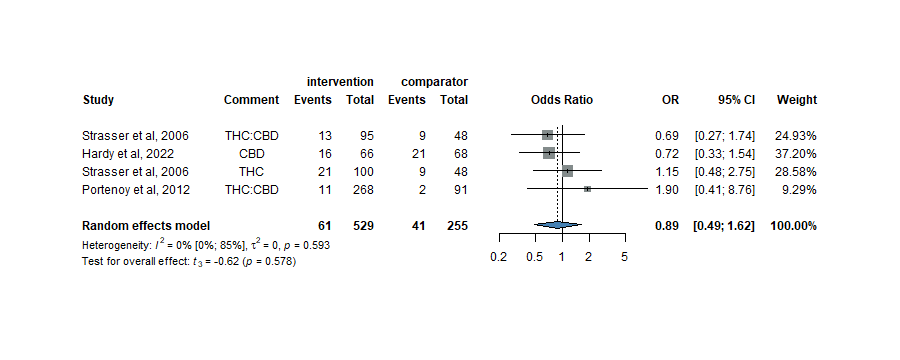 intervention comparator
Study Comment Events Total Events Total Odds Ratio OR 95% CI Weight
Strasser et al, 2006 THC:CBD 13 95 9 48 0.69 [0.27; 1.74] 24.93%
Hardy et al, 2022 CBD 16 66 21 68 0.72 [0.33; 1.54] 37.20%
Strasser et al, 2006 THC 21 100 9 48 1.15 [0.48; 2.75] 28.58%
Portenoy et al, 2012 THC:CBD 11 268 2 91 1.90 [0.41; 8.76] 9.29%
Random effects model 61 529 41 255 0.89 [0.49; 1.62] 100.00%
Heterogeneity: I² = 0% [0%; 85%], τ² = 0, p = 0.593
Test for overall effect: t₃ = -0.62 (p = 0.578)
0.2 0.5 1 2 5